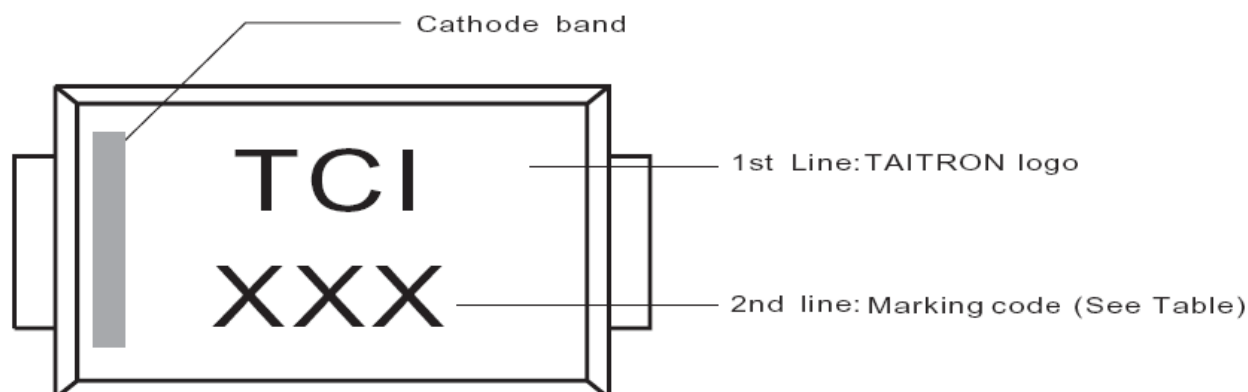 Cathode band
TCI
1st Line: TAITRON logo
XXX
2nd line: Marking code (See Table)